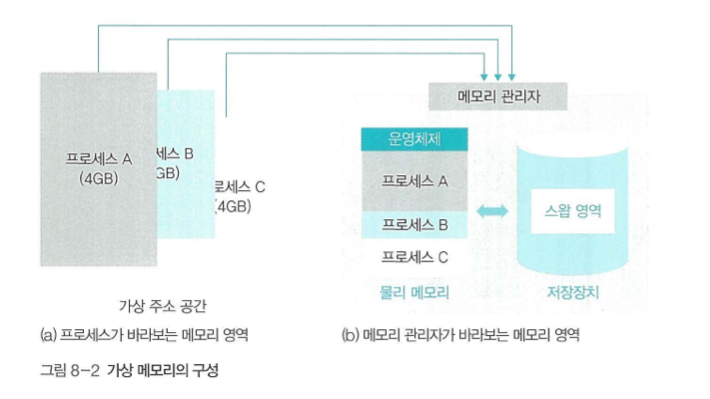 프로세스 A
(4GB)
세스 B
GB)
로세스 C
(4GB)
가상 주소 공간
(a) 프로세스가 바라보는 메모리 영역
메모리 관리자
운영체제
프로세스 A
프로세스 B
프로세스 C
물리 메모리
스왑 영역
저장장치
(b) 메모리 관리자가 바라보는 메모리 영역
그림 8-2 가상 메모리의 구성